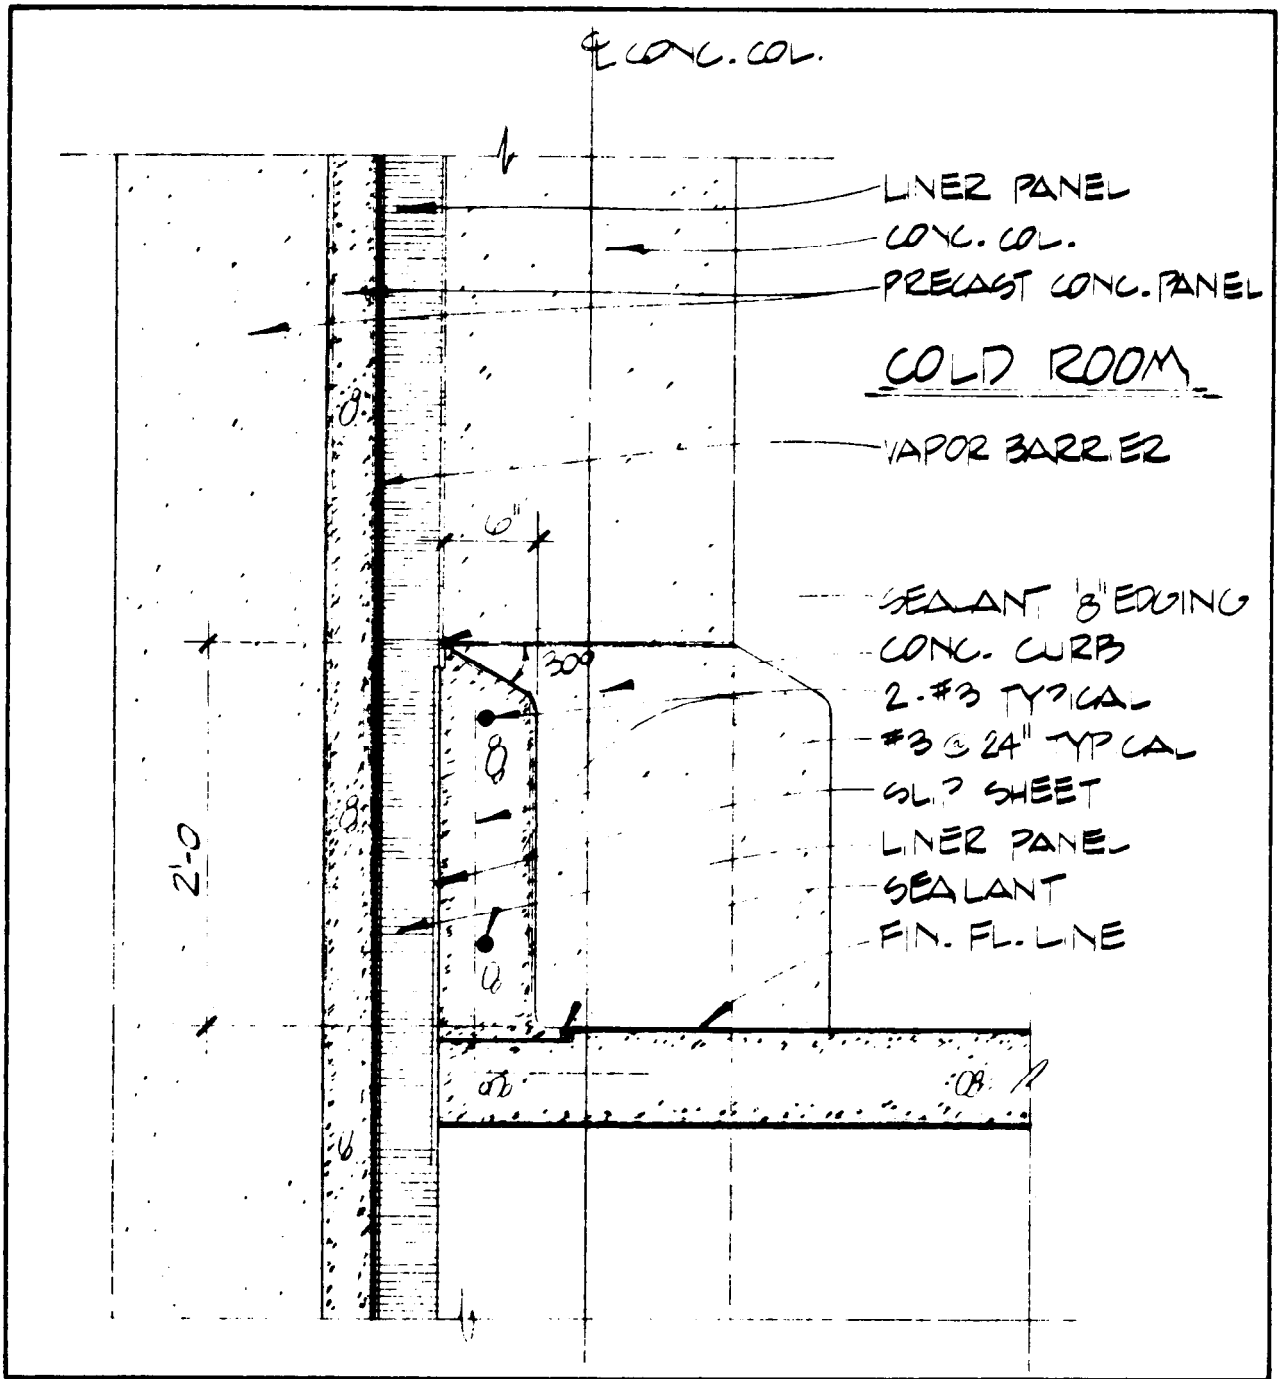 ℄ CONC. COL.
LINER PANEL
CONC. COL.
PRECAST CONC. PANEL
COLD ROOM
VAPOR BARRIER
6"
SEALANT 8" EDGING
CONC. CURB
30°
2-#3 TYPICAL
#3 @ 24" TYPICAL
SLIP SHEET
LINER PANEL
2'-0
SEALANT
FIN. FL. LINE